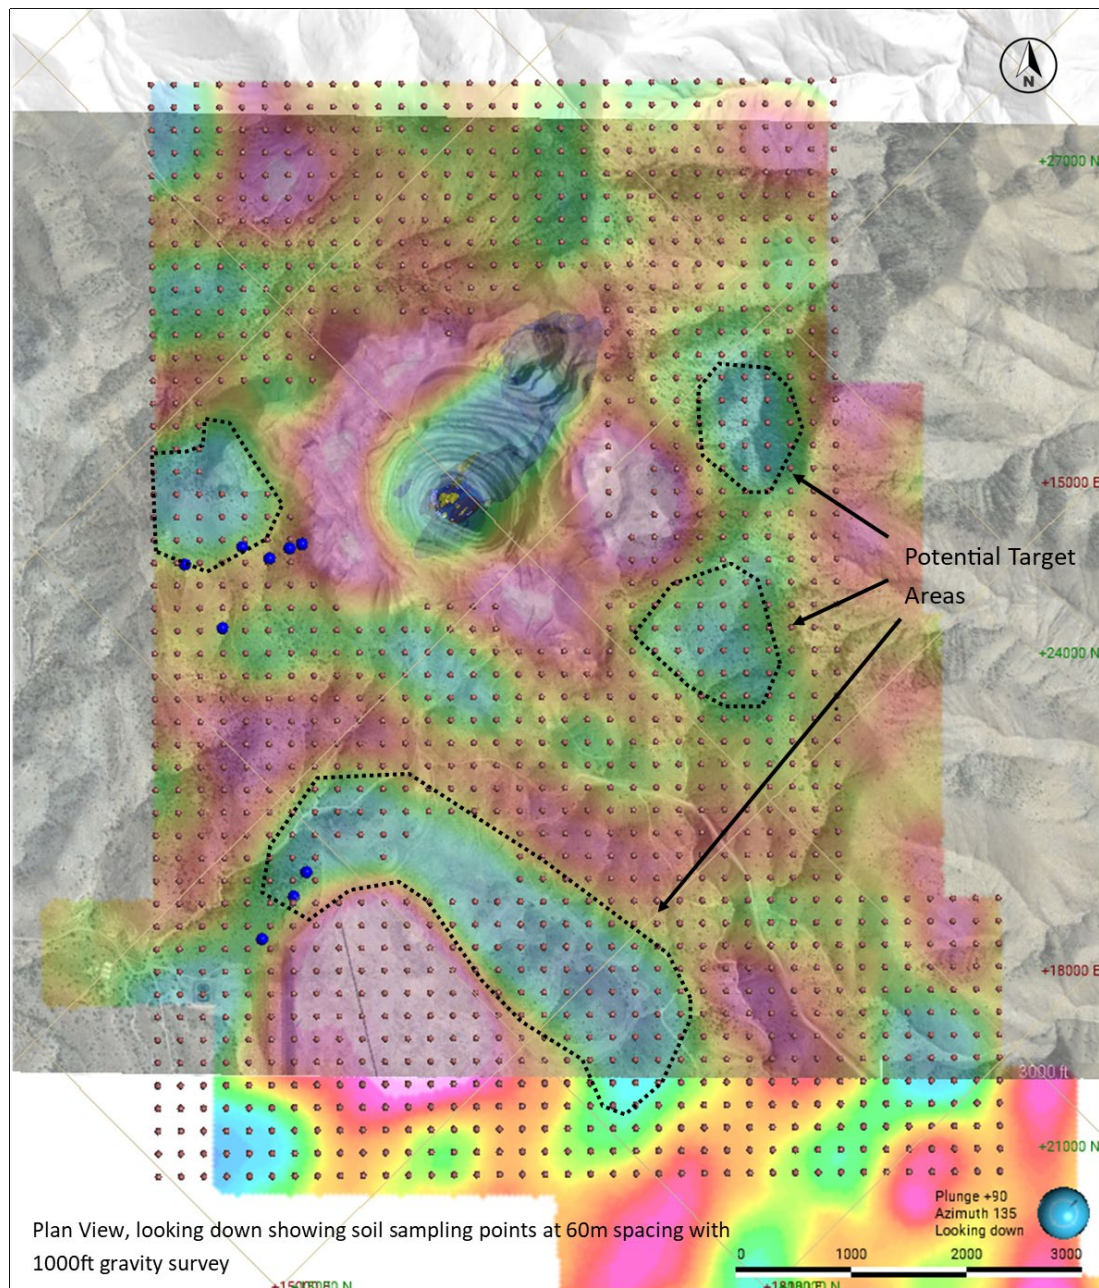 N
+27000 N
+15000 E
Potential Target
Areas
+24000 N
+18000 E
3000 ft
+21000 N
Plunge +90
Azimuth 135
Looking down
Plan View, looking down showing soil sampling points at 60m spacing with
1000ft gravity survey
0 1000 2000 3000